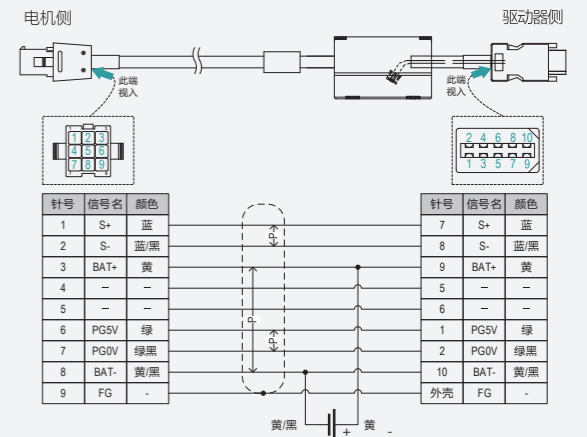 电机侧
驱动器侧
此端
视入
此端
视入
1 2 3
4 5 6
7 8 9
2 4 6 8 10
1 3 5 7 9
针号 信号名 颜色
1 S+ 蓝
2 S- 蓝/黑
3 BAT+ 黄
4 - -
5 - -
6 PG5V 绿
7 PG0V 绿黑
8 BAT- 黄/黑
9 FG -
P
P
P
针号 信号名 颜色
7 S+ 蓝
8 S- 蓝/黑
9 BAT+ 黄
5 - -
6 - -
1 PG5V 绿
2 PG0V 绿黑
10 BAT- 黄/黑
外壳 FG -
黄/黑 + 黄 -